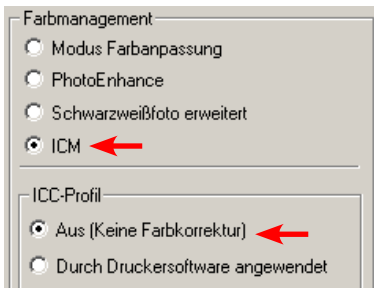 Farbmanagement
Modus Farbanpassung
PhotoEnhance
Schwarzweißfoto erweitert
ICM
ICC-Profil
Aus (Keine Farbkorrektur)
Durch Druckersoftware angewendet